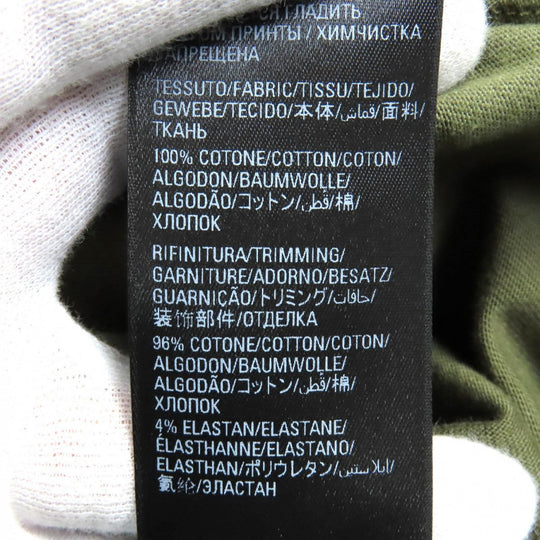 ГЛАДИТЬ
ПРИНТЫ / ХИМЧИСТКА
ЗАПРЕЩЕНА
TESSUTO/FABRIC/TISSU/TEJIDO/
GEWEBE/TECIDO/本体/قماش/面料/
ТКАНЬ
100% COTONE/COTTON/COTON/
ALGODON/BAUMWOLLE/
ALGODÃO/コットン/قطن/棉/
ХЛОПОК
RIFINITURA/TRIMMING/
GARNITURE/ADORNO/BESATZ/
GUARNIÇÃO/トリミング/حافات/
装饰部件/ОТДЕЛКА
96% COTONE/COTTON/COTON/
ALGODON/BAUMWOLLE/
ALGODÃO/コットン/قطن/棉/
ХЛОПОК
4% ELASTAN/ELASTANE/
ÉLASTHANNE/ELASTANO/
ELASTHAN/ポリウレタン/ايلاستين/
氨纶/ЭЛАСТАН